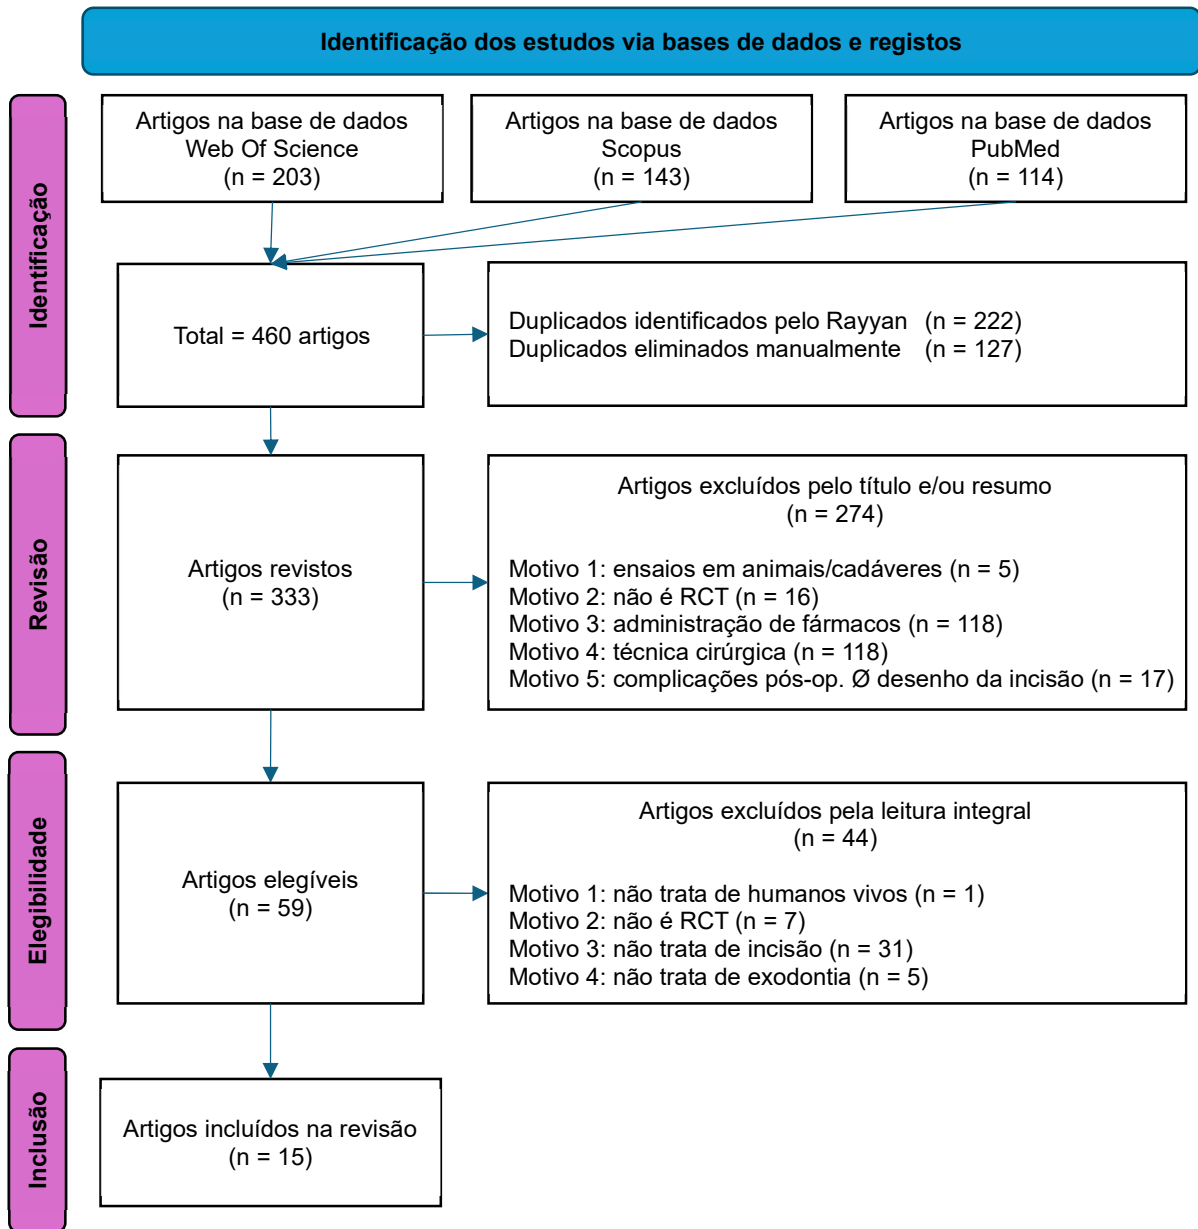 Identificação dos estudos via bases de dados e registos
Identificação
Artigos na base de dados
Web Of Science
(n = 203)
Artigos na base de dados
Scopus
(n = 143)
Artigos na base de dados
PubMed
(n = 114)
Total = 460 artigos
Duplicados identificados pelo Rayyan (n = 222)
Duplicados eliminados manualmente (n = 127)
Revisão
Artigos revistos
(n = 333)
Artigos excluídos pelo título e/ou resumo
(n = 274)
Motivo 1: ensaios em animais/cadáveres (n = 5)
Motivo 2: não é RCT (n = 16)
Motivo 3: administração de fármacos (n = 118)
Motivo 4: técnica cirúrgica (n = 118)
Motivo 5: complicações pós-op. Ø desenho da incisão (n = 17)
Elegibilidade
Artigos elegíveis
(n = 59)
Artigos excluídos pela leitura integral
(n = 44)
Motivo 1: não trata de humanos vivos (n = 1)
Motivo 2: não é RCT (n = 7)
Motivo 3: não trata de incisão (n = 31)
Motivo 4: não trata de exodontia (n = 5)
Inclusão
Artigos incluídos na revisão
(n = 15)